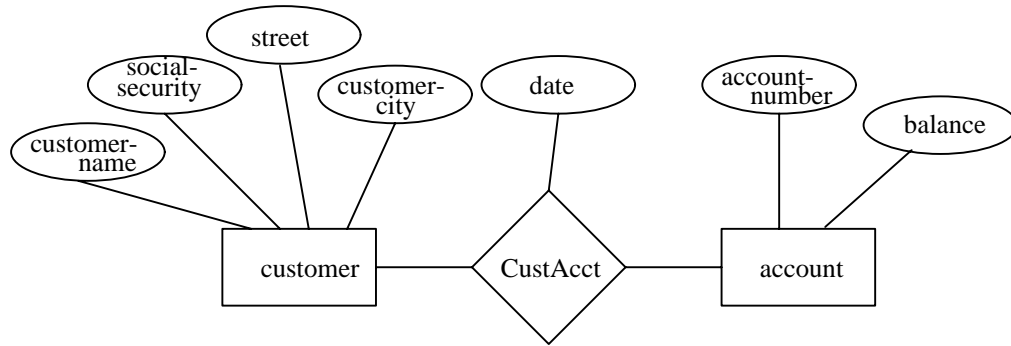 street
social-
security
customer-
city
date
account-
number
balance
customer-
name
customer
CustAcct
account